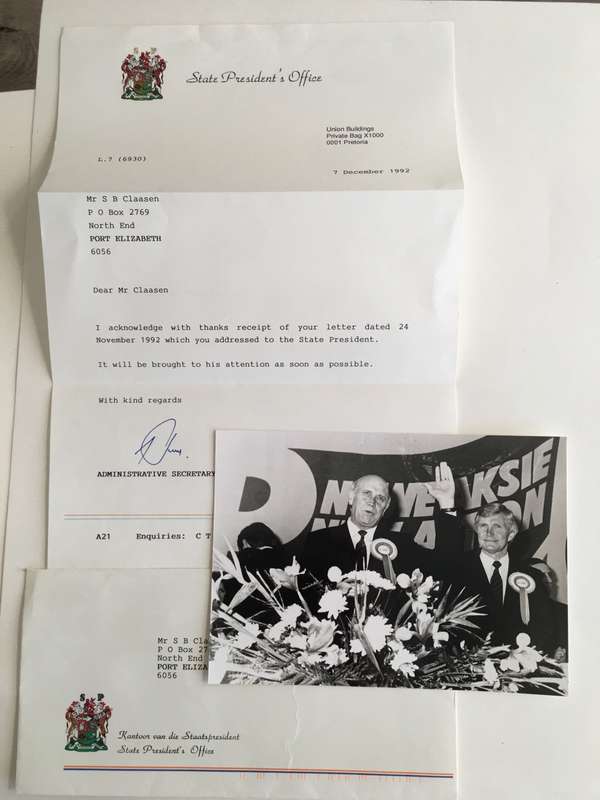 State President's Office
Union Buildings
Private Bag X1000
0001 Pretoria
L.7 (6930)
7 December 1992
Mr S B Claasen
P O Box 2769
North End
PORT ELIZABETH
6056
Dear Mr Claasen
I acknowledge with thanks receipt of your letter dated 24
November 1992 which you addressed to the State President.
It will be brought to his attention as soon as possible.
With kind regards
ADMINISTRATIVE SECRETARY
A21 Enquiries: C T
NUWE AKSIE
Mr S B Cla
P O Box 27
North End
PORT ELIZA
6056
S P
Kantoor van die Staatspresident
State President's Office